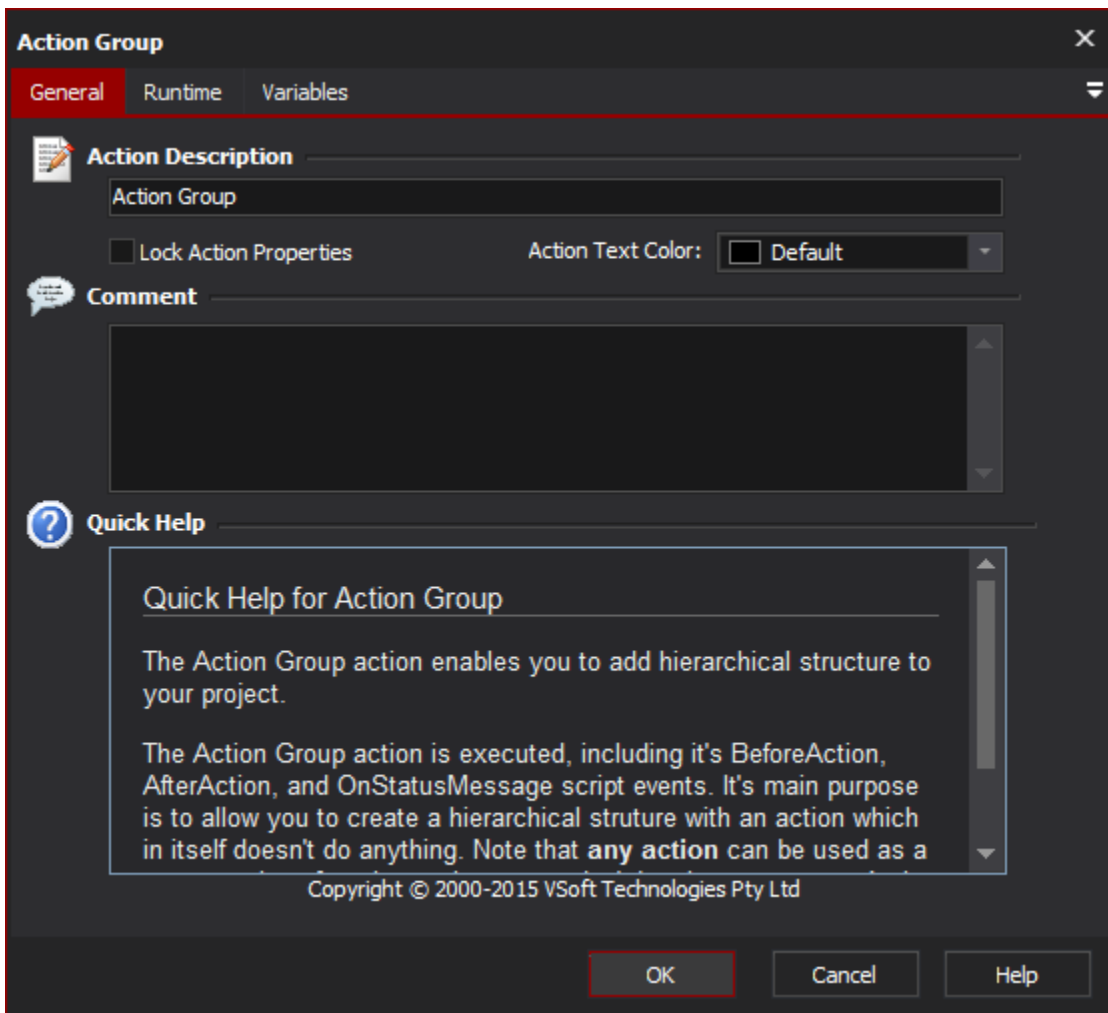 Action Group
General Runtime Variables
Action Description
Action Group
Lock Action Properties Action Text Color: Default
Comment
Quick Help
Quick Help for Action Group
The Action Group action enables you to add hierarchical structure to
your project.
The Action Group action is executed, including it's BeforeAction,
AfterAction, and OnStatusMessage script events. It's main purpose
is to allow you to create a hierarchical struture with an action which
in itself doesn't do anything. Note that any action can be used as a
Copyright © 2000-2015 VSoft Technologies Pty Ltd
OK Cancel Help